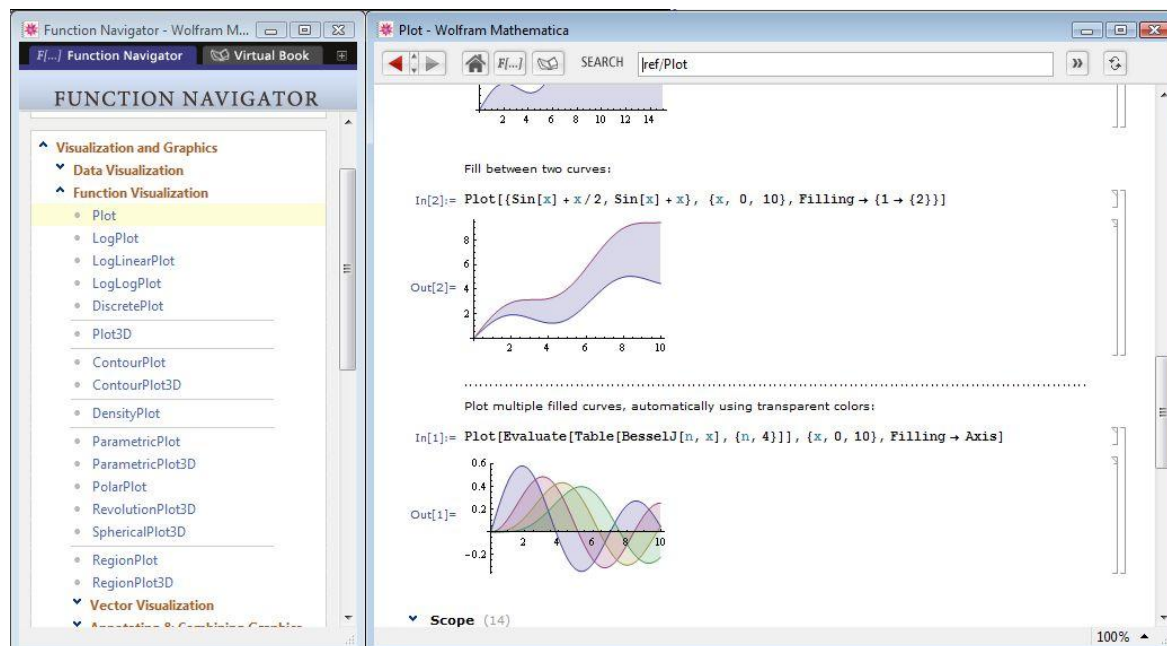 Function Navigator - Wolfram M...
F[...] Function Navigator
Virtual Book
FUNCTION NAVIGATOR
Visualization and Graphics
Data Visualization
Function Visualization
Plot
LogPlot
LogLinearPlot
LogLogPlot
DiscretePlot
Plot3D
ContourPlot
ContourPlot3D
DensityPlot
ParametricPlot
ParametricPlot3D
PolarPlot
RevolutionPlot3D
SphericalPlot3D
RegionPlot
RegionPlot3D
Vector Visualization
Annotating & Combining Graphics
Plot - Wolfram Mathematica
F[...] SEARCH ref/Plot »
2 4 6 8 10 12 14
Fill between two curves:
In[2]:= Plot[{Sin[x] + x/2, Sin[x] + x}, {x, 0, 10}, Filling → {1 → {2}}]
8
6
Out[2]= 4
2
2 4 6 8 10
Plot multiple filled curves, automatically using transparent colors:
In[1]:= Plot[Evaluate[Table[BesselJ[n, x], {n, 4}]], {x, 0, 10}, Filling → Axis]
0.6
0.4
Out[1]= 0.2
2 4 6 8 10
-0.2
Scope (14)
100%